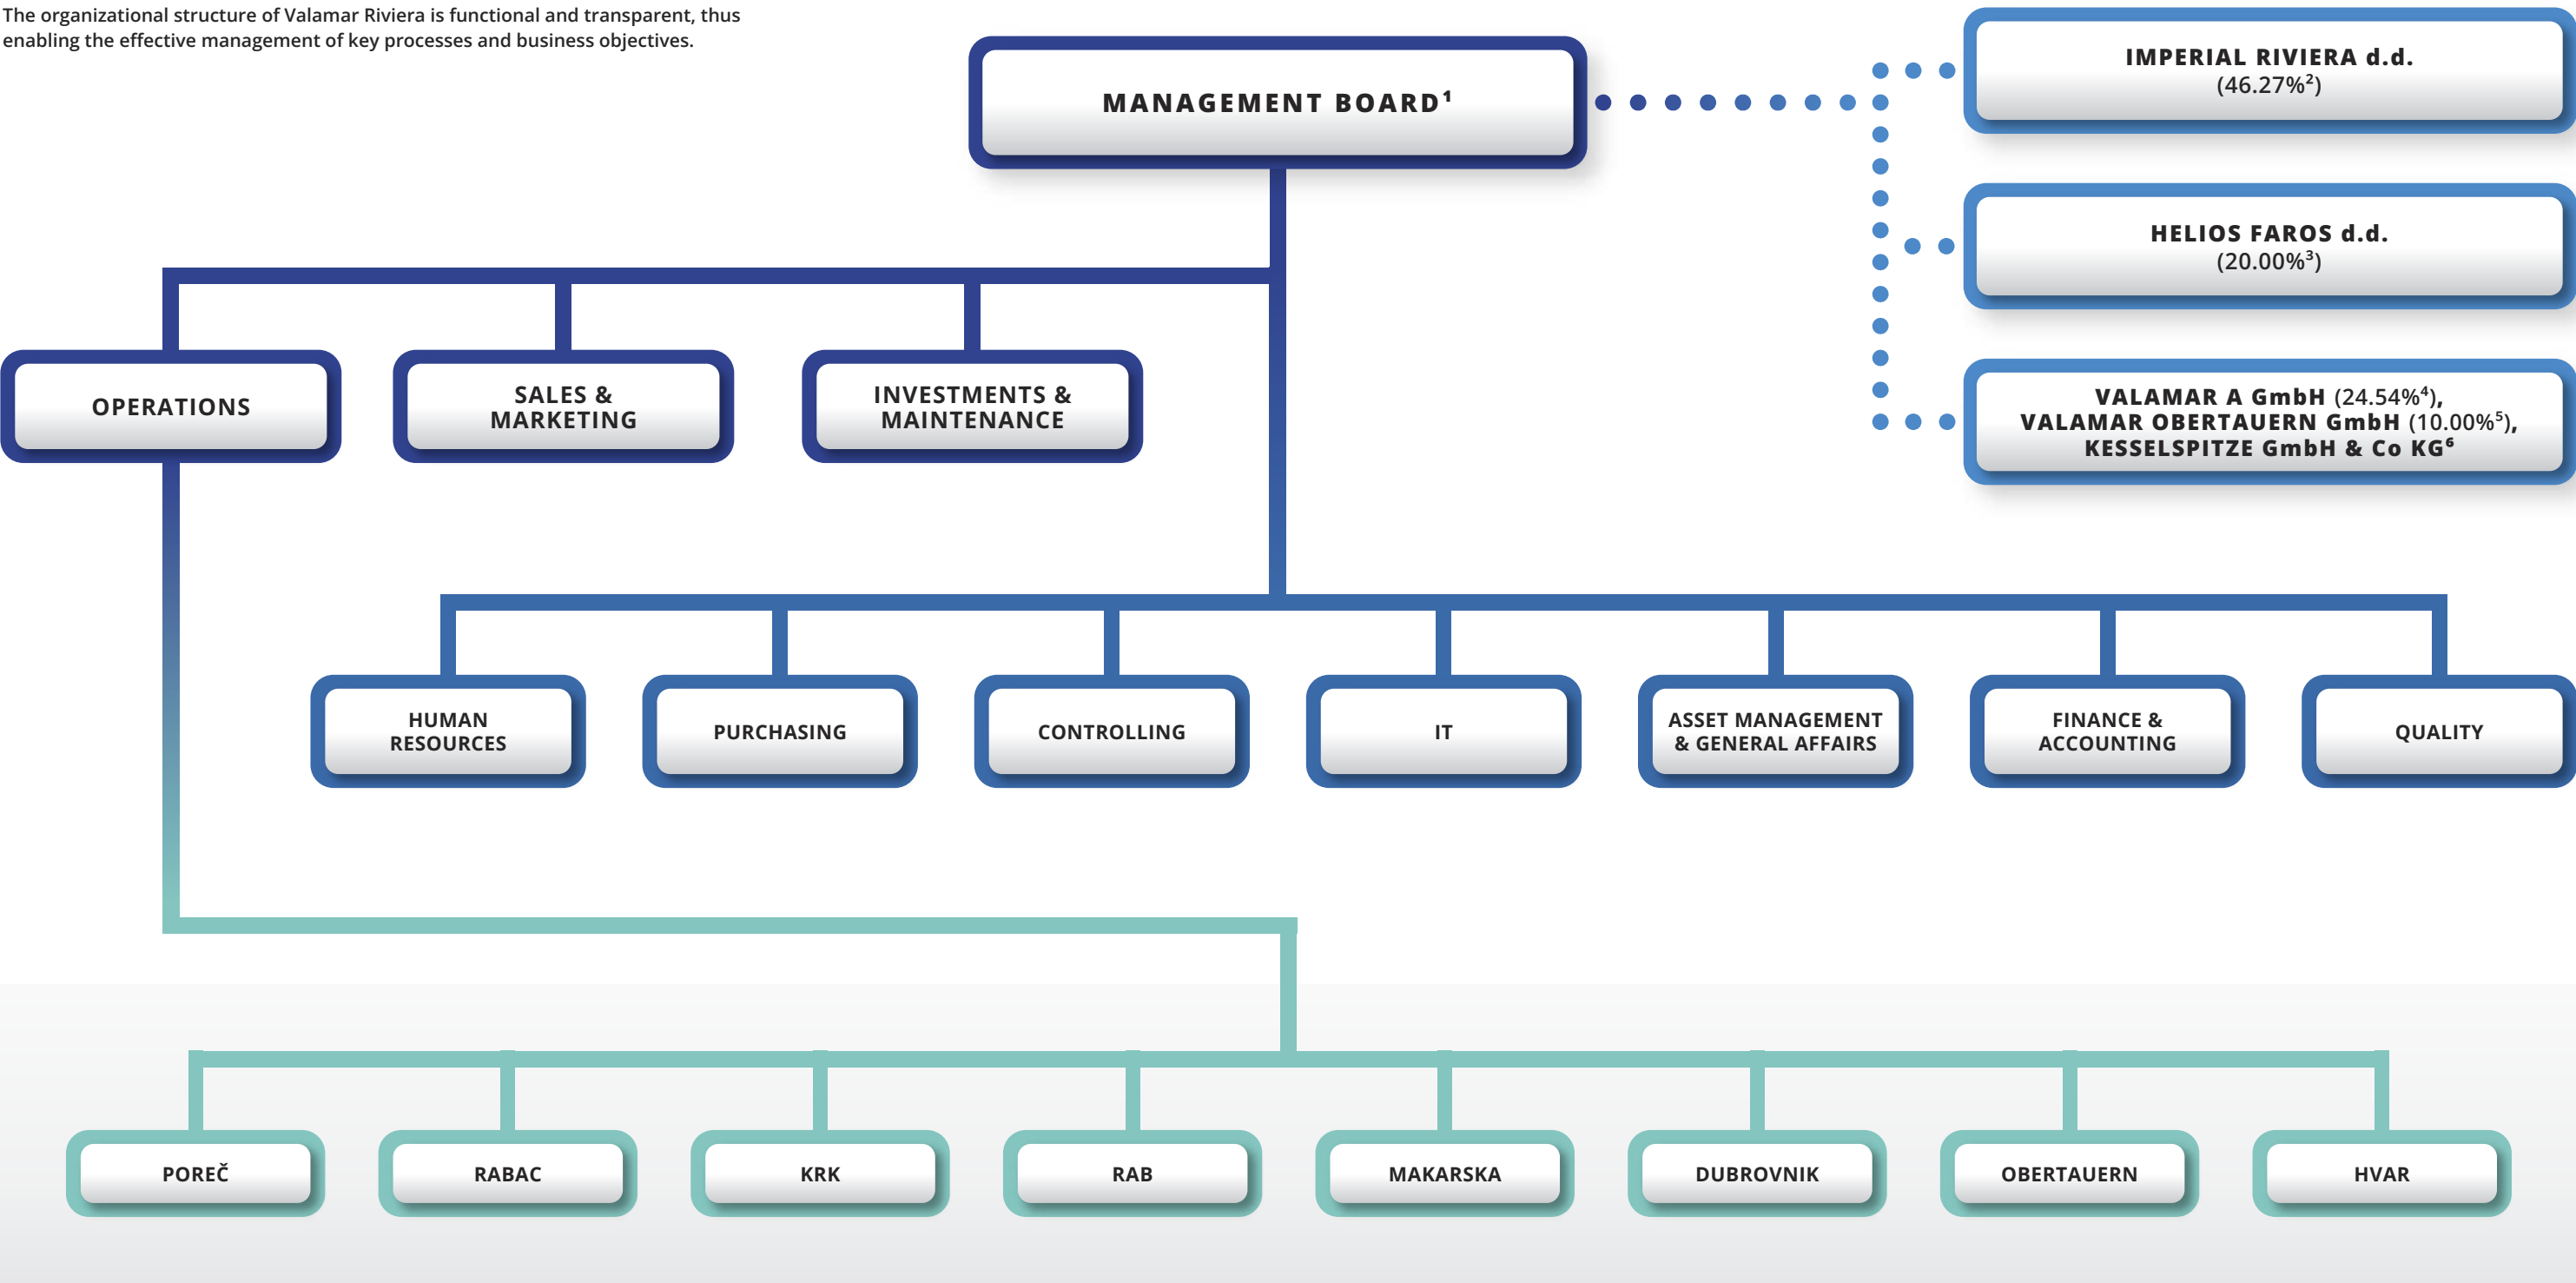 The organizational structure of Valamar Riviera is functional and transparent, thus
enabling the effective management of key processes and business objectives.
MANAGEMENT BOARD¹
IMPERIAL RIVIERA d.d.
(46.27%²)
HELIOS FAROS d.d.
(20.00%³)
VALAMAR A GmbH (24.54%⁴),
VALAMAR OBERTAUERN GmbH (10.00%⁵),
KESSELSPITZE GmbH & Co KG⁶
OPERATIONS
SALES &
MARKETING
INVESTMENTS &
MAINTENANCE
HUMAN
RESOURCES
PURCHASING
CONTROLLING
IT
ASSET MANAGEMENT
& GENERAL AFFAIRS
FINANCE &
ACCOUNTING
QUALITY
POREČ
RABAC
KRK
RAB
MAKARSKA
DUBROVNIK
OBERTAUERN
HVAR